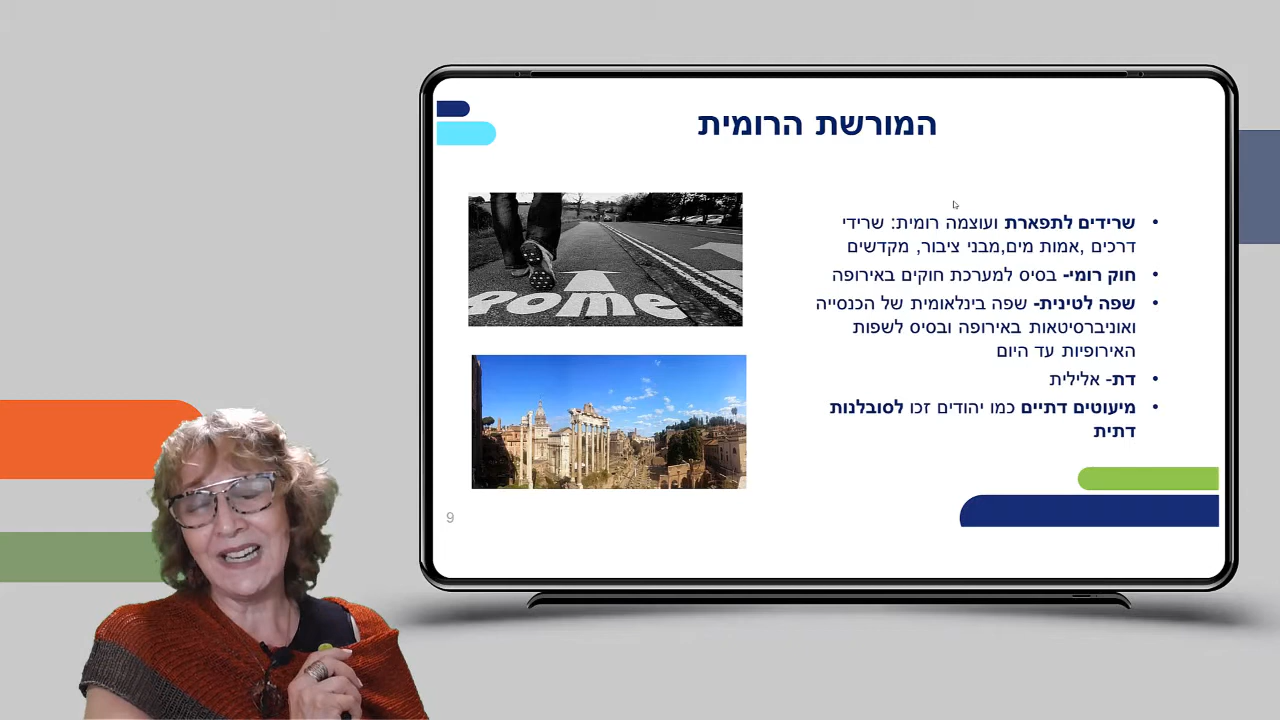 המורשת הרומית
שרידים לתפארת ועוצמה רומית: שרידי
דרכים ,אמות מים,מבני ציבור, מקדשים
חוק רומי- בסיס למערכת חוקים באירופה
שפה לטינית- שפה בינלאומית של הכנסייה
ואוניברסיטאות באירופה ובסיס לשפות
האירופיות עד היום
דת- אלילית
מיעוטים דתיים כמו יהודים זכו לסובלנות
דתית
Rome
9